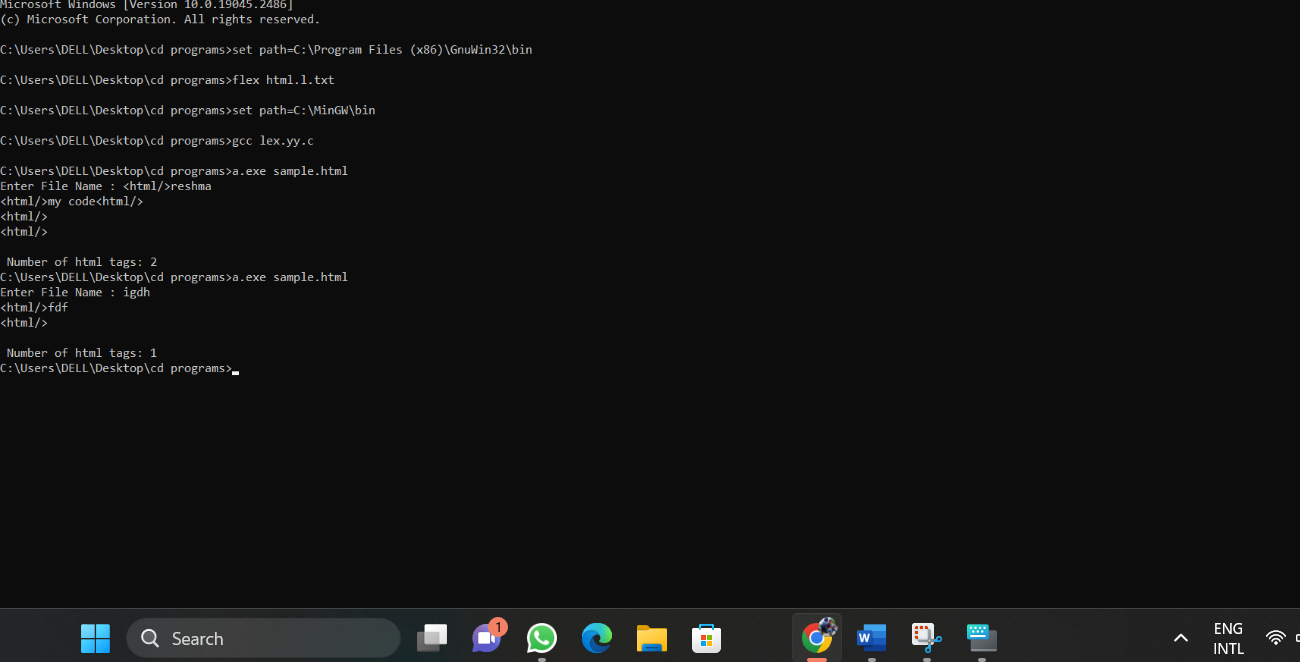 Microsoft Windows [Version 10.0.19045.2486]
(c) Microsoft Corporation. All rights reserved.
C:\Users\DELL\Desktop\cd programs>set path=C:\Program Files (x86)\GnuWin32\bin
C:\Users\DELL\Desktop\cd programs>flex html.l.txt
C:\Users\DELL\Desktop\cd programs>set path=C:\MinGW\bin
C:\Users\DELL\Desktop\cd programs>gcc lex.yy.c
C:\Users\DELL\Desktop\cd programs>a.exe sample.html
Enter File Name : <html/>reshma
<html/>my code<html/>
<html/>
<html/>
Number of html tags: 2
C:\Users\DELL\Desktop\cd programs>a.exe sample.html
Enter File Name : igdh
<html/>fdf
<html/>
Number of html tags: 1
C:\Users\DELL\Desktop\cd programs>
Search
1
W
ENG
INTL